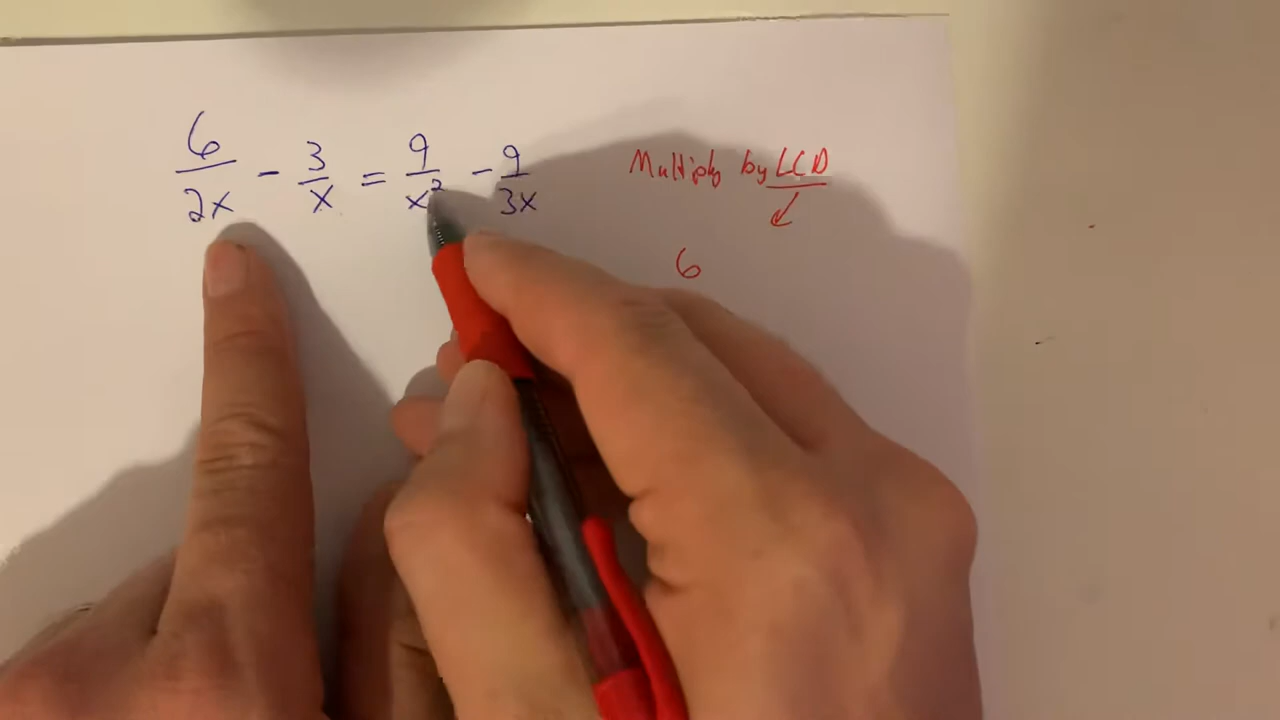 6/2x - 3/x = 9/x² - 9/3x
Multiply by LCD
6